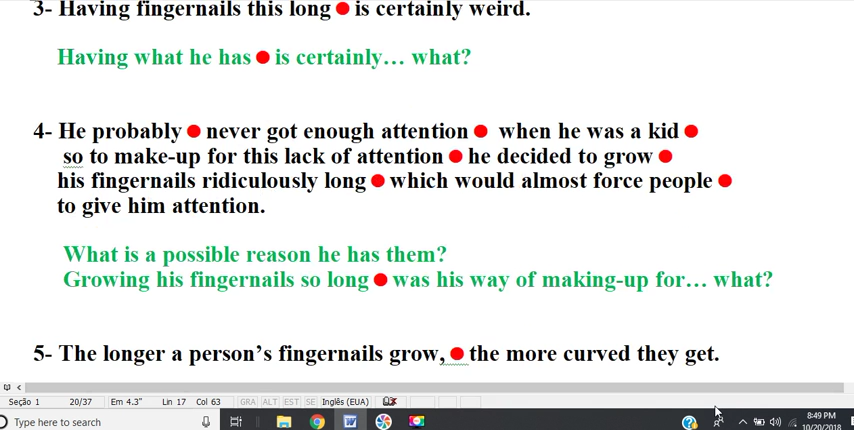 3- Having fingernails this long is certainly weird.
Having what he has is certainly… what?
4- He probably never got enough attention when he was a kid
so to make-up for this lack of attention he decided to grow
his fingernails ridiculously long which would almost force people
to give him attention.
What is a possible reason he has them?
Growing his fingernails so long was his way of making-up for… what?
5- The longer a person’s fingernails grow, the more curved they get.
Seção 1 20/37 Em 4.3" Lin 17 Col 63 GRA ALT EST SE Inglês (EUA)
Type here to search 8:49 PM
10/20/2018